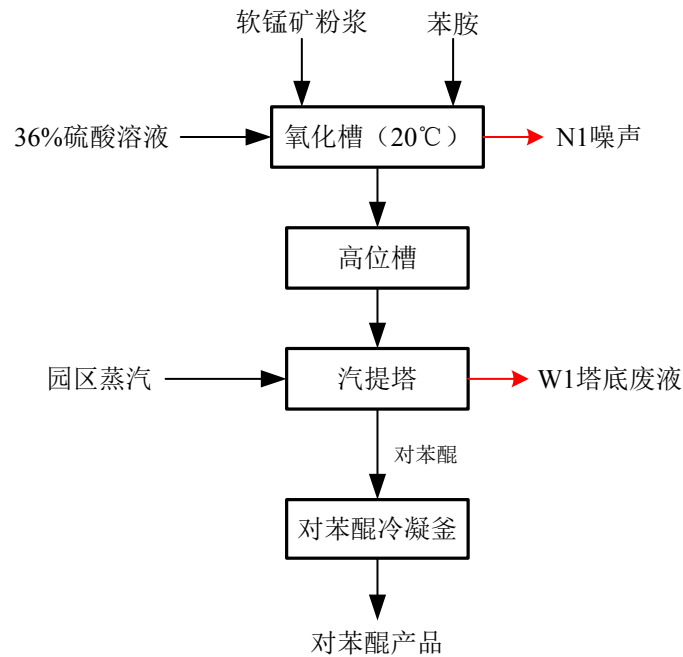 软锰矿粉浆
苯胺
36%硫酸溶液
氧化槽（20℃）
N1噪声
高位槽
园区蒸汽
汽提塔
W1塔底废液
对苯醌
对苯醌冷凝釜
对苯醌产品